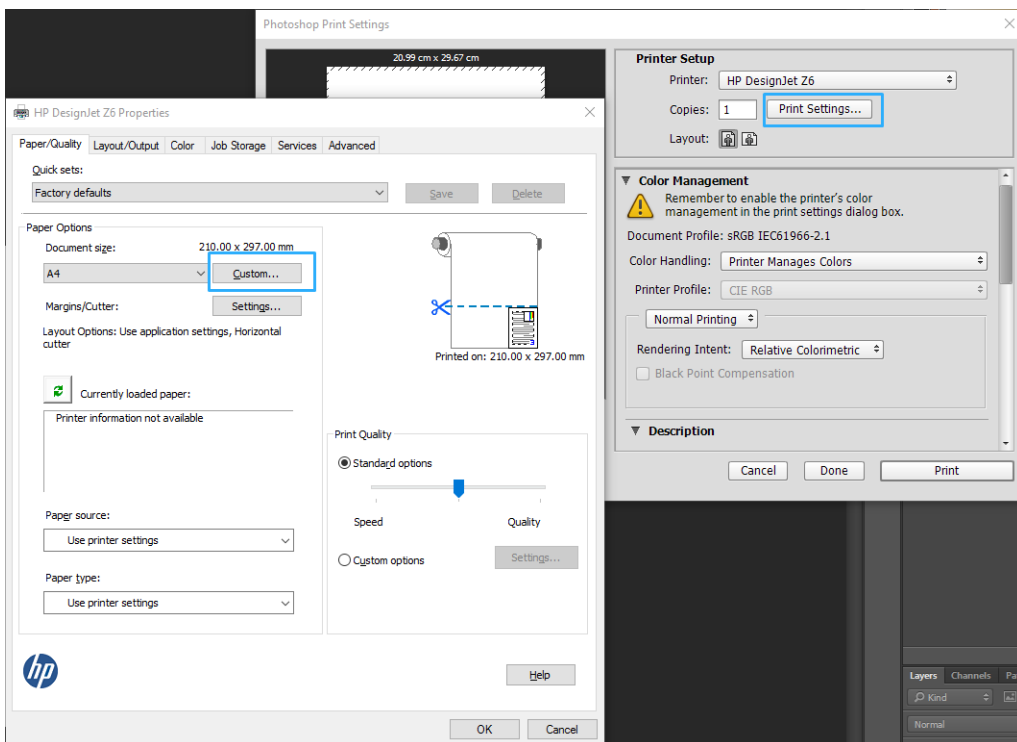 Photoshop Print Settings
20.99 cm x 29.67 cm
Printer Setup
Printer: HP DesignJet Z6
Copies: 1 Print Settings...
Layout:
Color Management
Remember to enable the printer's color
management in the print settings dialog box.
Document Profile: sRGB IEC61966-2.1
Color Handling: Printer Manages Colors
Printer Profile: CIE RGB
Normal Printing
Rendering Intent: Relative Colorimetric
Black Point Compensation
Description
Cancel Done Print
HP DesignJet Z6 Properties
Paper/Quality Layout/Output Color Job Storage Services Advanced
Quick sets:
Factory defaults Save Delete
Paper Options
Document size: 210.00 x 297.00 mm
A4 Custom...
Margins/Cutter: Settings...
Layout Options: Use application settings, Horizontal
cutter
Printed on: 210.00 x 297.00 mm
Currently loaded paper:
Printer information not available
Paper source:
Use printer settings
Paper type:
Use printer settings
Print Quality
Standard options
Speed Quality
Custom options Settings...
hp
Help
OK Cancel
Layers Channels Pa
Kind
Normal